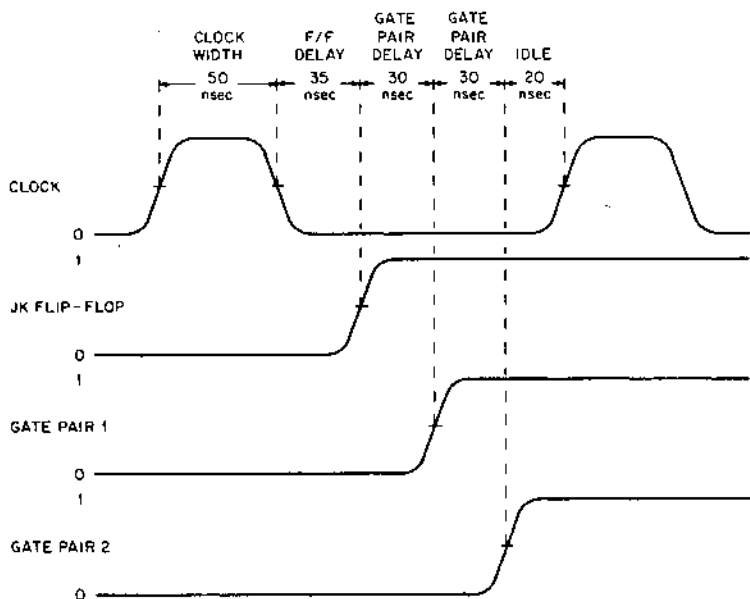 CLOCK WIDTH
50 nsec
F/F DELAY
35 nsec
GATE PAIR DELAY
30 nsec
GATE PAIR DELAY
30 nsec
IDLE
20 nsec
CLOCK
0
1
JK FLIP-FLOP
0
1
GATE PAIR 1
0
1
GATE PAIR 2
0